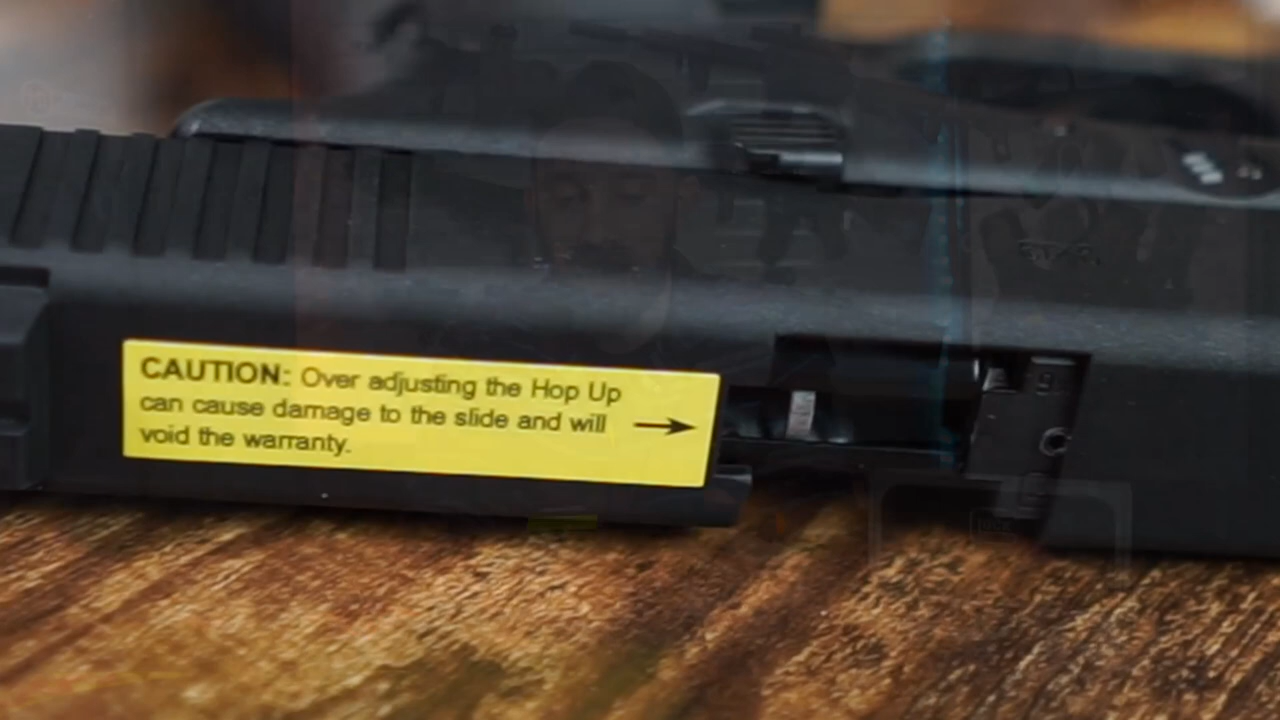 CAUTION: Over adjusting the Hop Up
can cause damage to the slide and will
void the warranty.